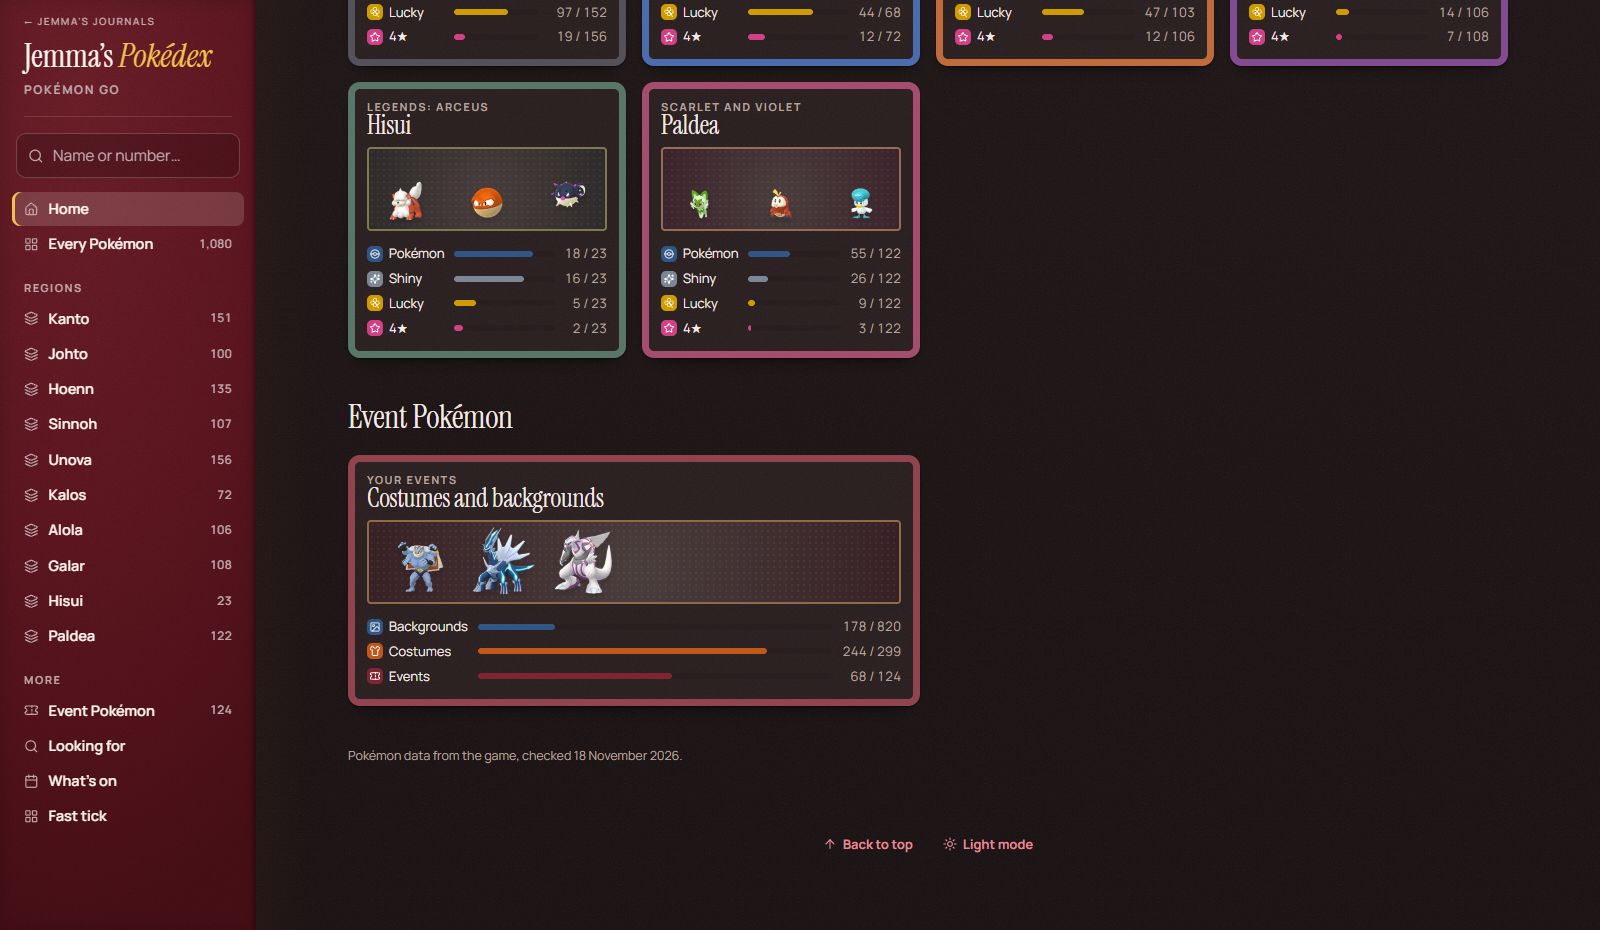 ← JEMMA'S JOURNALS
Jemma's Pokédex
POKÉMON GO
Name or number...
Home
Every Pokémon 1,080
REGIONS
Kanto 151
Johto 100
Hoenn 135
Sinnoh 107
Unova 156
Kalos 72
Alola 106
Galar 108
Hisui 23
Paldea 122
MORE
Event Pokémon 124
Looking for
What's on
Fast tick
Lucky 97 / 152
4★ 19 / 156
Lucky 44 / 68
4★ 12 / 72
Lucky 47 / 103
4★ 12 / 106
Lucky 14 / 106
4★ 7 / 108
LEGENDS: ARCEUS
Hisui
Pokémon 18 / 23
Shiny 16 / 23
Lucky 5 / 23
4★ 2 / 23
SCARLET AND VIOLET
Paldea
Pokémon 55 / 122
Shiny 26 / 122
Lucky 9 / 122
4★ 3 / 122
Event Pokémon
YOUR EVENTS
Costumes and backgrounds
Backgrounds 178 / 820
Costumes 244 / 299
Events 68 / 124
Pokémon data from the game, checked 18 November 2026.
↑ Back to top
Light mode